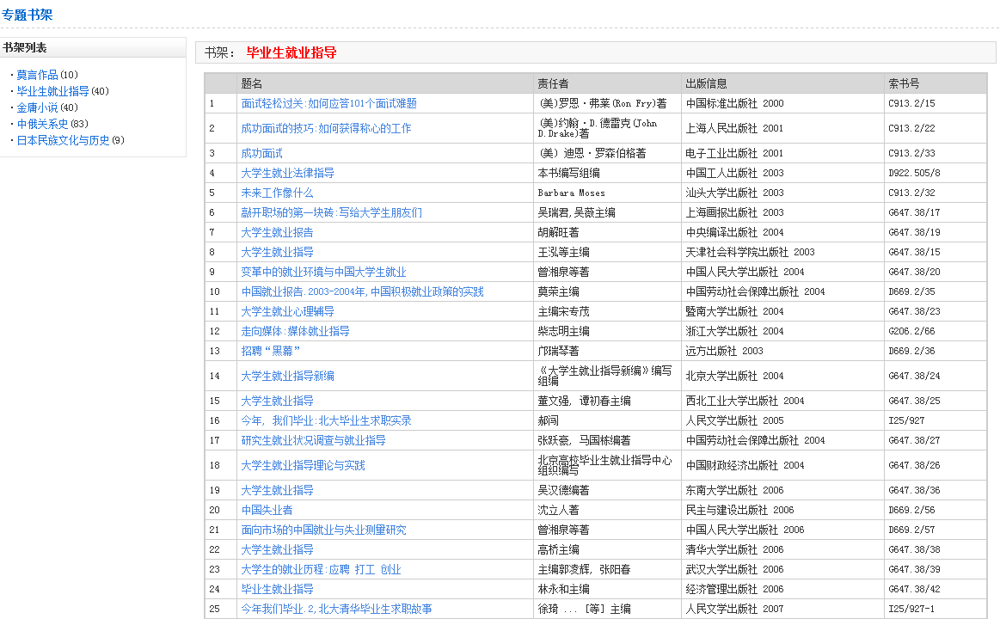 专题书架
书架列表
·莫言作品(10)
·毕业生就业指导(40)
·金庸小说(40)
·中俄关系史(83)
·日本民族文化与历史(9)
书架： 毕业生就业指导
题名 责任者 出版信息 索书号
1 面试轻松过关:如何应答101个面试难题 (美)罗恩·弗莱(Ron Fry)著 中国标准出版社 2000 C913.2/15
2 成功面试的技巧:如何获得称心的工作 (美)约翰·D.德雷克(John D.Drake)著 上海人民出版社 2001 C913.2/22
3 成功面试 (美) 迪恩·罗森伯格著 电子工业出版社 2001 C913.2/33
4 大学生就业法律指导 本书编写组编 中国工人出版社 2003 D922.505/8
5 未来工作像什么 Barbara Moses 汕头大学出版社 2003 C913.2/32
6 敲开职场的第一块砖:写给大学生朋友们 吴瑞君,吴薇主编 上海画报出版社 2003 G647.38/17
7 大学生就业报告 胡解旺著 中央编译出版社 2004 G647.38/19
8 大学生就业指导 王泓等主编 天津社会科学院出版社 2003 G647.38/15
9 变革中的就业环境与中国大学生就业 曾湘泉等著 中国人民大学出版社 2004 G647.38/20
10 中国就业报告.2003-2004年,中国积极就业政策的实践 莫荣主编 中国劳动社会保障出版社 2004 D669.2/35
11 大学生就业心理辅导 主编宋专茂 暨南大学出版社 2004 G647.38/23
12 走向媒体:媒体就业指导 柴志明主编 浙江大学出版社 2004 G206.2/66
13 招聘“黑幕” 邝瑞琴著 远方出版社 2003 D669.2/36
14 大学生就业指导新编 《大学生就业指导新编》编写组编 北京大学出版社 2004 G647.38/24
15 大学生就业指导 董文强, 谭初春主编 西北工业大学出版社 2004 G647.38/25
16 今年, 我们毕业:北大毕业生求职实录 郝闯 人民文学出版社 2005 I25/927
17 研究生就业状况调查与就业指导 张跃豪, 马国栋编著 中国劳动社会保障出版社 2004 G647.38/27
18 大学生就业指导理论与实践 北京高校毕业生就业指导中心组织编写 中国财政经济出版社 2004 G647.38/26
19 大学生就业指导 吴汉德编著 东南大学出版社 2006 G647.38/36
20 中国失业者 沈立人著 民主与建设出版社 2006 D669.2/56
21 面向市场的中国就业与失业测量研究 曾湘泉等著 中国人民大学出版社 2006 D669.2/57
22 大学生就业指导 高桥主编 清华大学出版社 2006 G647.38/38
23 大学生的就业历程:应聘 打工 创业 主编郭凌辉, 张阳春 武汉大学出版社 2006 G647.38/39
24 毕业生就业指导 林永和主编 经济管理出版社 2006 G647.38/42
25 今年我们毕业.2,北大清华毕业生求职故事 徐琦 ... [等] 主编 人民文学出版社 2007 I25/927-1